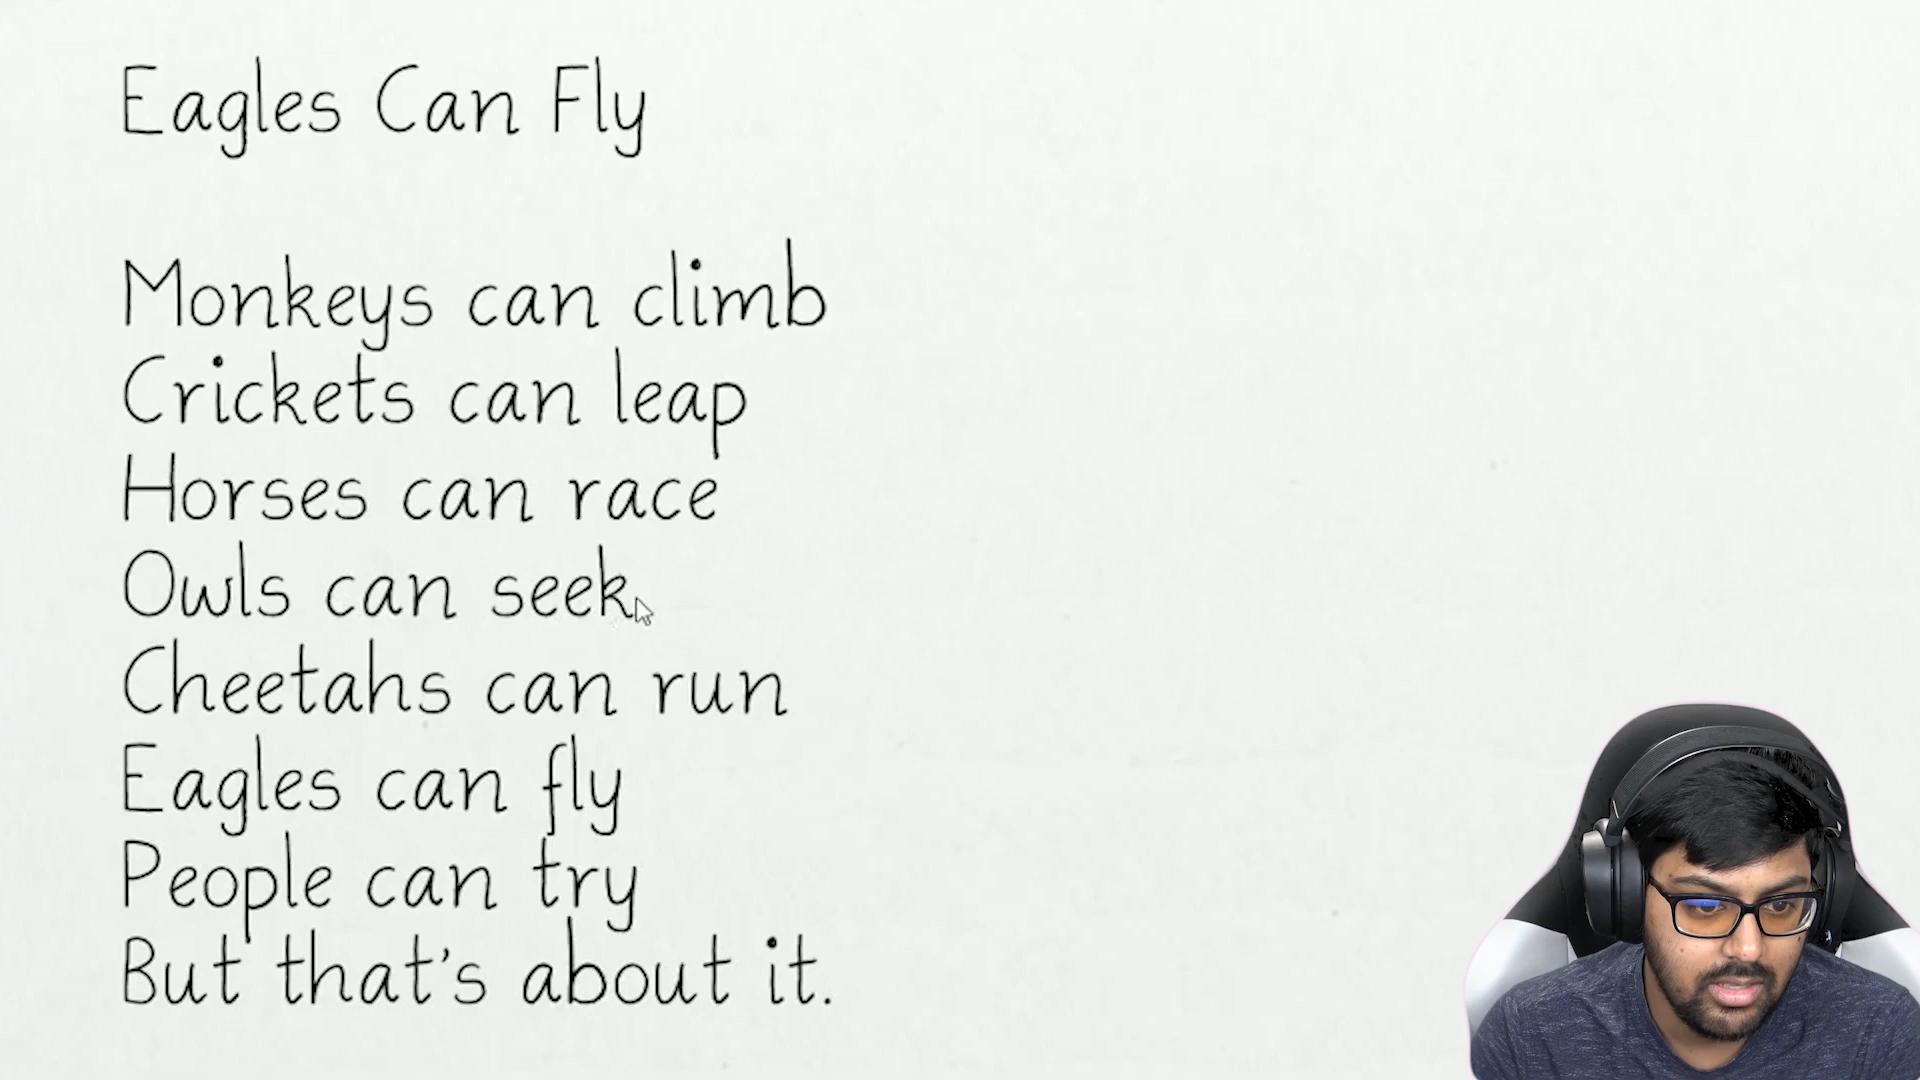 Eagles Can Fly
Monkeys can climb
Crickets can leap
Horses can race
Owls can seek
Cheetahs can run
Eagles can fly
People can try
But that's about it.